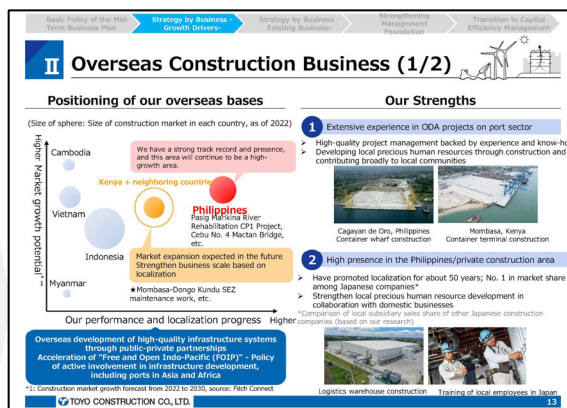 Basic Policy of the Mid-
Term Business Plan
Strategy by Business -
Growth Drivers-
Strategy by Business -
Existing Business-
Strengthening
Management
Foundation
Transition to Capital
Efficiency Management
II
Overseas Construction Business (1/2)
Positioning of our overseas bases
(Size of sphere: Size of construction market in each country, as of 2022)
Higher Market growth potential *1
Cambodia
Vietnam
Indonesia
Myanmar
We have a strong track record and presence,
and this area will continue to be a high-
growth area.
Kenya + neighboring countries
Philippines
Pasig Marikina River
Rehabilitation CP1 Project,
Cebu No. 4 Mactan Bridge,
etc.
Market expansion expected in the future
Strengthen business scale based on
localization
★Mombasa-Dongo Kundu SEZ
maintenance work, etc.
Our performance and localization progress
Higher
Overseas development of high-quality infrastructure systems
through public-private partnerships
Acceleration of "Free and Open Indo-Pacific (FOIP)" - Policy
of active involvement in infrastructure development,
including ports in Asia and Africa
*1: Construction market growth forecast from 2022 to 2030, source: Fitch Connect
Our Strengths
1 Extensive experience in ODA projects on port sector
➤ High-quality project management backed by experience and know-ho
➤ Developing local precious human resources through construction and
contributing broadly to local communities
Cagayan de Oro, Philippines
Container wharf construction
Mombasa, Kenya
Container terminal construction
2 High presence in the Philippines/private construction area
➤ Have promoted localization for about 50 years; No. 1 in market share
among Japanese companies*
➤ Strengthen local precious human resource development in
collaboration with domestic businesses
*Comparison of local subsidiary sales share of other Japanese construction
companies (based on our research)
Logistics warehouse construction
Training of local employees in Japan
TOYO CONSTRUCTION CO., LTD.
13